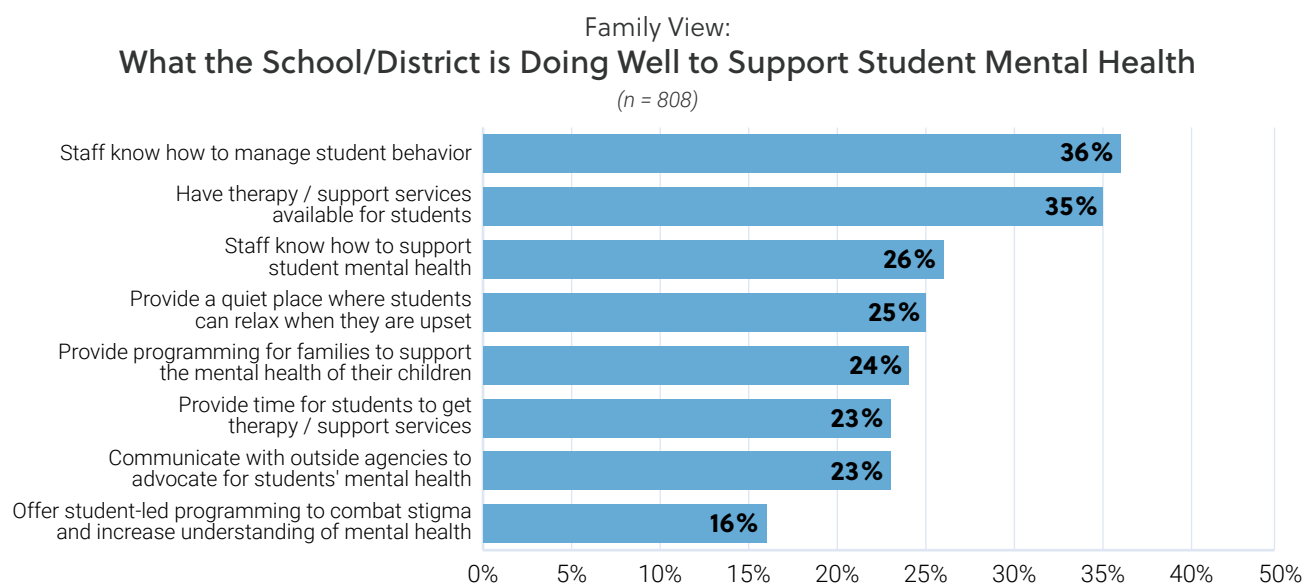 Family View:
What the School/District is Doing Well to Support Student Mental Health
(n = 808)
Staff know how to manage student behavior
36%
Have therapy / support services
available for students
35%
Staff know how to support
student mental health
26%
Provide a quiet place where students
can relax when they are upset
25%
Provide programming for families to support
the mental health of their children
24%
Provide time for students to get
therapy / support services
23%
Communicate with outside agencies to
advocate for students' mental health
23%
Offer student-led programming to combat stigma
and increase understanding of mental health
16%
0% 5% 10% 15% 20% 25% 30% 35% 40% 50%